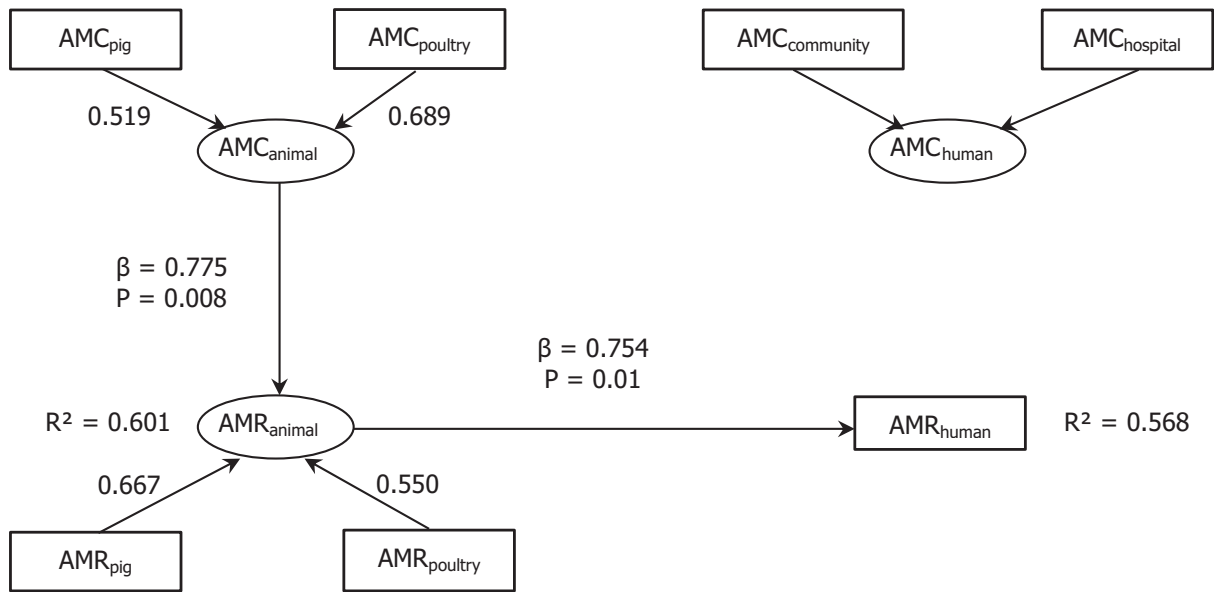 AMCpig
AMCpoultry
AMCcommunity
AMChospital
0.519
0.689
AMCanimal
AMChuman
β = 0.775
P = 0.008
β = 0.754
P = 0.01
R² = 0.601
AMRanimal
AMRhuman
R² = 0.568
0.667
0.550
AMRpig
AMRpoultry